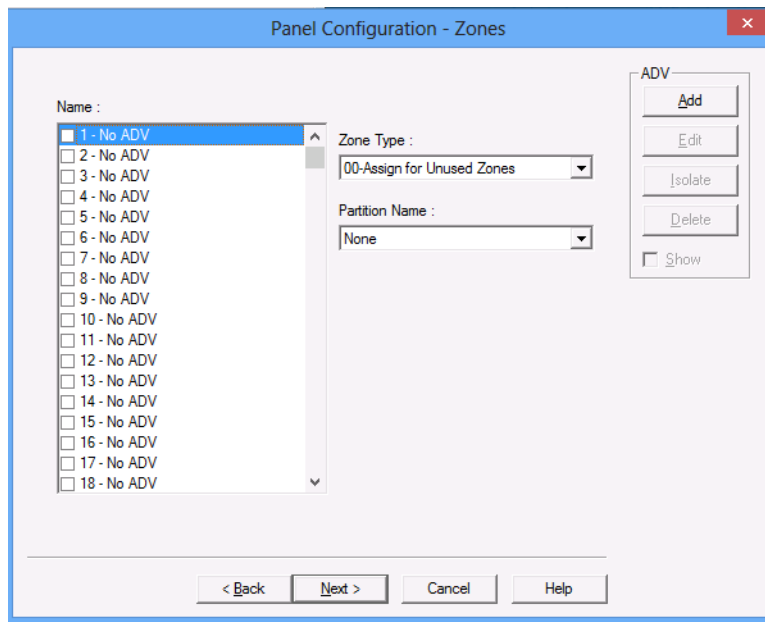 Panel Configuration - Zones
Name :
1 - No ADV
2 - No ADV
3 - No ADV
4 - No ADV
5 - No ADV
6 - No ADV
7 - No ADV
8 - No ADV
9 - No ADV
10 - No ADV
11 - No ADV
12 - No ADV
13 - No ADV
14 - No ADV
15 - No ADV
16 - No ADV
17 - No ADV
18 - No ADV
Zone Type :
00-Assign for Unused Zones
Partition Name :
None
ADV
Add
Edit
Isolate
Delete
Show
< Back
Next >
Cancel
Help